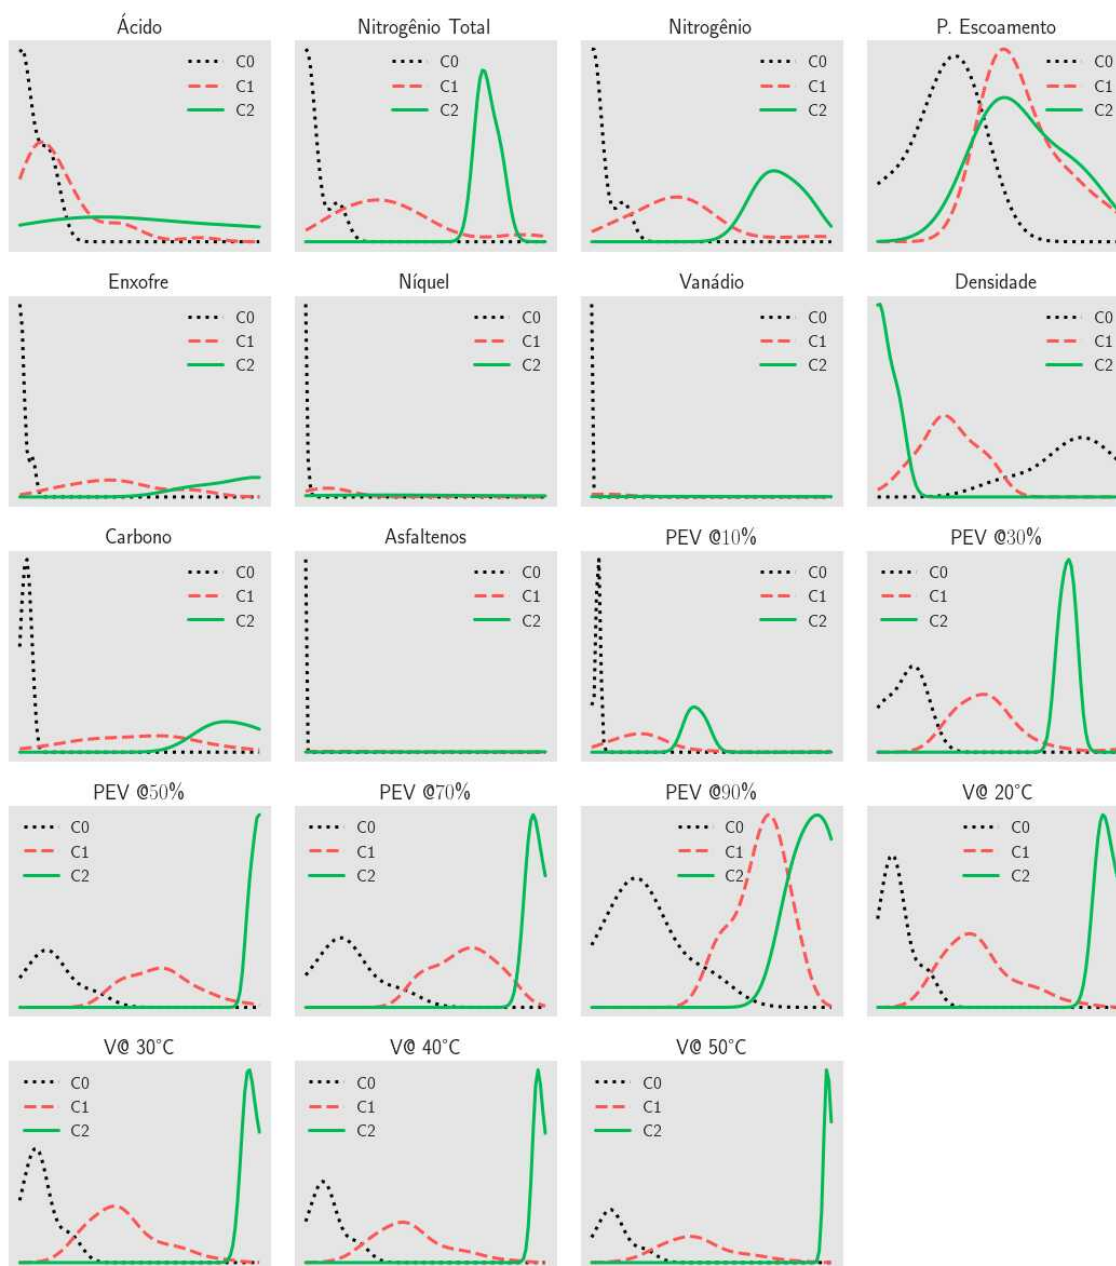 Ácido
C0
C1
C2
Nitrogênio Total
C0
C1
C2
Nitrogênio
C0
C1
C2
P. Escoamento
C0
C1
C2
Enxofre
C0
C1
C2
Níquel
C0
C1
C2
Vanádio
C0
C1
C2
Densidade
C0
C1
C2
Carbono
C0
C1
C2
Asfaltenos
C0
C1
C2
PEV @10%
C0
C1
C2
PEV @30%
C0
C1
C2
PEV @50%
C0
C1
C2
PEV @70%
C0
C1
C2
PEV @90%
C0
C1
C2
V@ 20°C
C0
C1
C2
V@ 30°C
C0
C1
C2
V@ 40°C
C0
C1
C2
V@ 50°C
C0
C1
C2